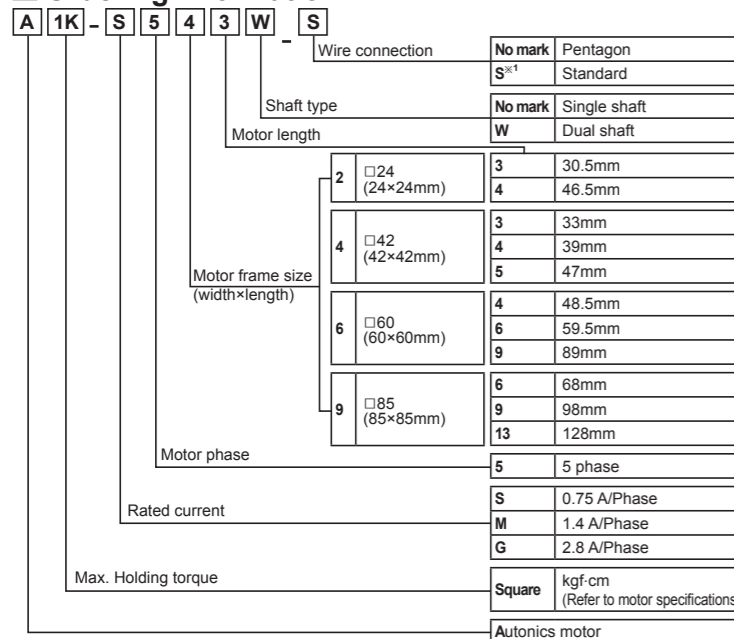 A 1K - S 5 4 3 W - S
Wire connection
No mark Pentagon
S※1 Standard
Shaft type
No mark Single shaft
W Dual shaft
Motor length
Motor frame size
(width×length)
2 □24
(24×24mm)
3 30.5mm
4 46.5mm
4 □42
(42×42mm)
3 33mm
4 39mm
5 47mm
6 □60
(60×60mm)
4 48.5mm
6 59.5mm
9 89mm
9 □85
(85×85mm)
6 68mm
9 98mm
13 128mm
Motor phase
5 5 phase
Rated current
S 0.75 A/Phase
M 1.4 A/Phase
G 2.8 A/Phase
Max. Holding torque
Square kgf·cm
(Refer to motor specifications
Autonics motor